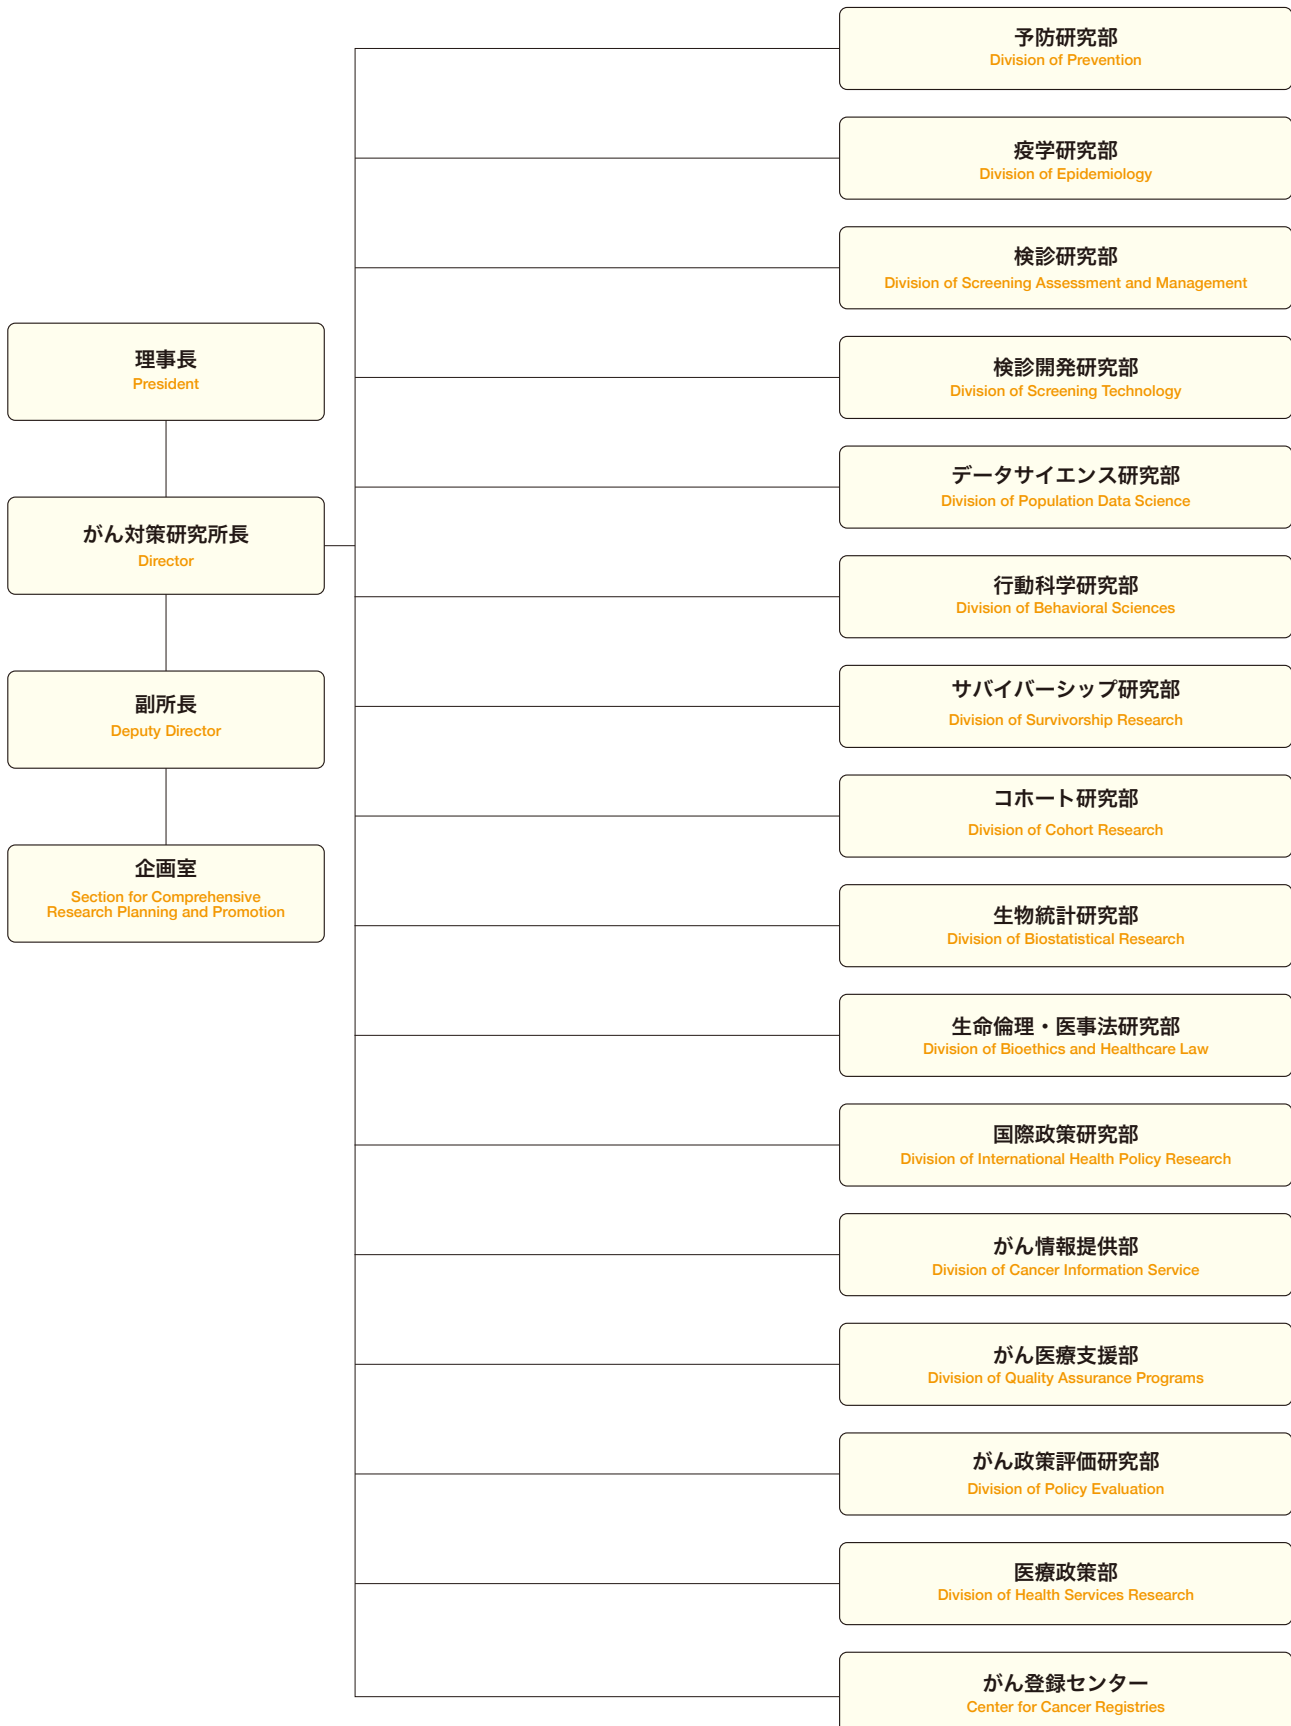 理事長
President
がん対策研究所長
Director
副所長
Deputy Director
企画室
Section for Comprehensive
Research Planning and Promotion
予防研究部
Division of Prevention
疫学研究部
Division of Epidemiology
検診研究部
Division of Screening Assessment and Management
検診開発研究部
Division of Screening Technology
データサイエンス研究部
Division of Population Data Science
行動科学研究部
Division of Behavioral Sciences
サバイバーシップ研究部
Division of Survivorship Research
コホート研究部
Division of Cohort Research
生物統計研究部
Division of Biostatistical Research
生命倫理・医事法研究部
Division of Bioethics and Healthcare Law
国際政策研究部
Division of International Health Policy Research
がん情報提供部
Division of Cancer Information Service
がん医療支援部
Division of Quality Assurance Programs
がん政策評価研究部
Division of Policy Evaluation
医療政策部
Division of Health Services Research
がん登録センター
Center for Cancer Registries